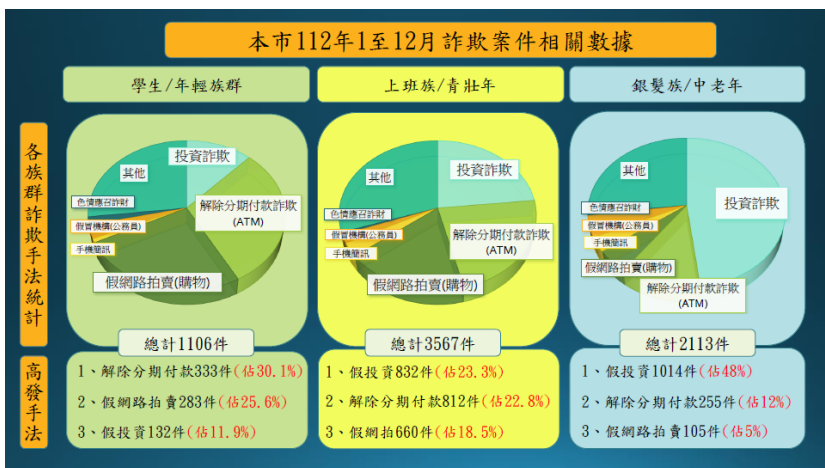 本市112年1至12月詐欺案件相關數據
學生/年輕族群
上班族/青壯年
銀髮族/中老年
各族群詐欺手法統計
其他
投資詐欺
色情應召詐財
假冒機構(公務員)
手機簡訊
解除分期付款詐欺
(ATM)
假網路拍賣(購物)
總計1106件
其他
投資詐欺
色情應召詐財
假冒機構(公務員)
手機簡訊
解除分期付款詐欺
(ATM)
假網路拍賣(購物)
總計3567件
其他
投資詐欺
色情應召詐財
假冒機構(公務員)
手機簡訊
假網路拍賣(購物)
解除分期付款詐欺
(ATM)
總計2113件
高發手法
1、解除分期付款333件(佔30.1%)
2、假網路拍賣283件(佔25.6%)
3、假投資132件(佔11.9%)
1、假投資832件(佔23.3%)
2、解除分期付款812件(佔22.8%)
3、假網拍660件(佔18.5%)
1、假投資1014件(佔48%)
2、解除分期付款255件(佔12%)
3、假網路拍賣105件(佔5%)